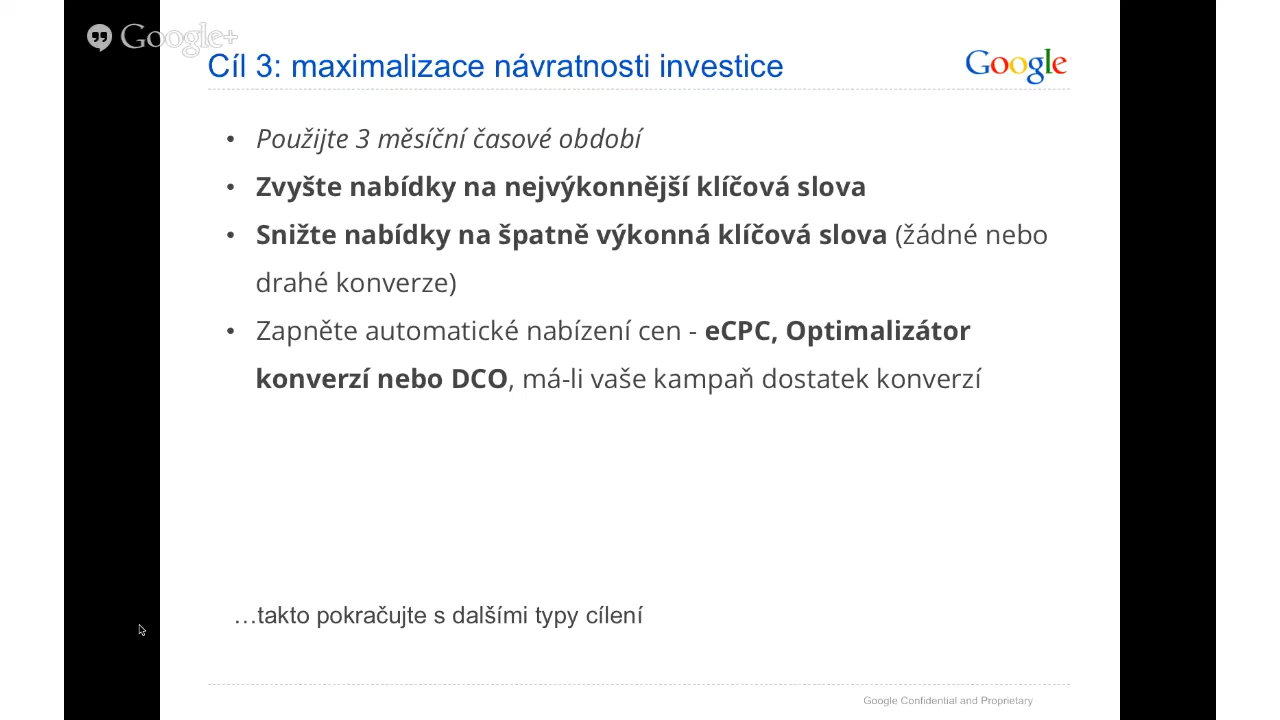 Google+
Cíl 3: maximalizace návratnosti investice
Google
• Použijte 3 měsíční časové období
• Zvyšte nabídky na nejvýkonnější klíčová slova
• Snižte nabídky na špatně výkonná klíčová slova (žádné nebo
drahé konverze)
• Zapněte automatické nabízení cen - eCPC, Optimalizátor
konverzí nebo DCO, má-li vaše kampaň dostatek konverzí
…takto pokračujte s dalšími typy cílení
Google Confidential and Proprietary